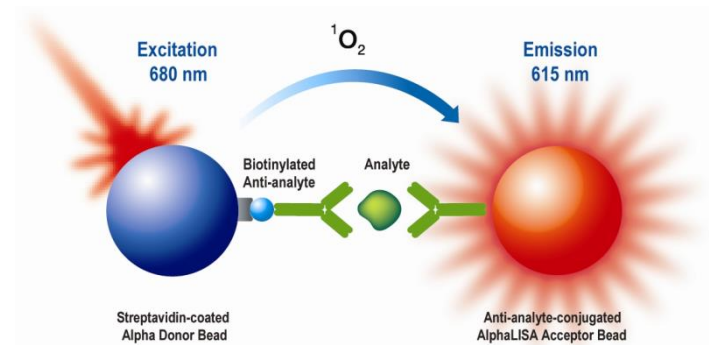 Excitation
680 nm
¹O₂
Emission
615 nm
Biotinylated
Anti-analyte
Analyte
Streptavidin-coated
Alpha Donor Bead
Anti-analyte-conjugated
AlphaLISA Acceptor Bead